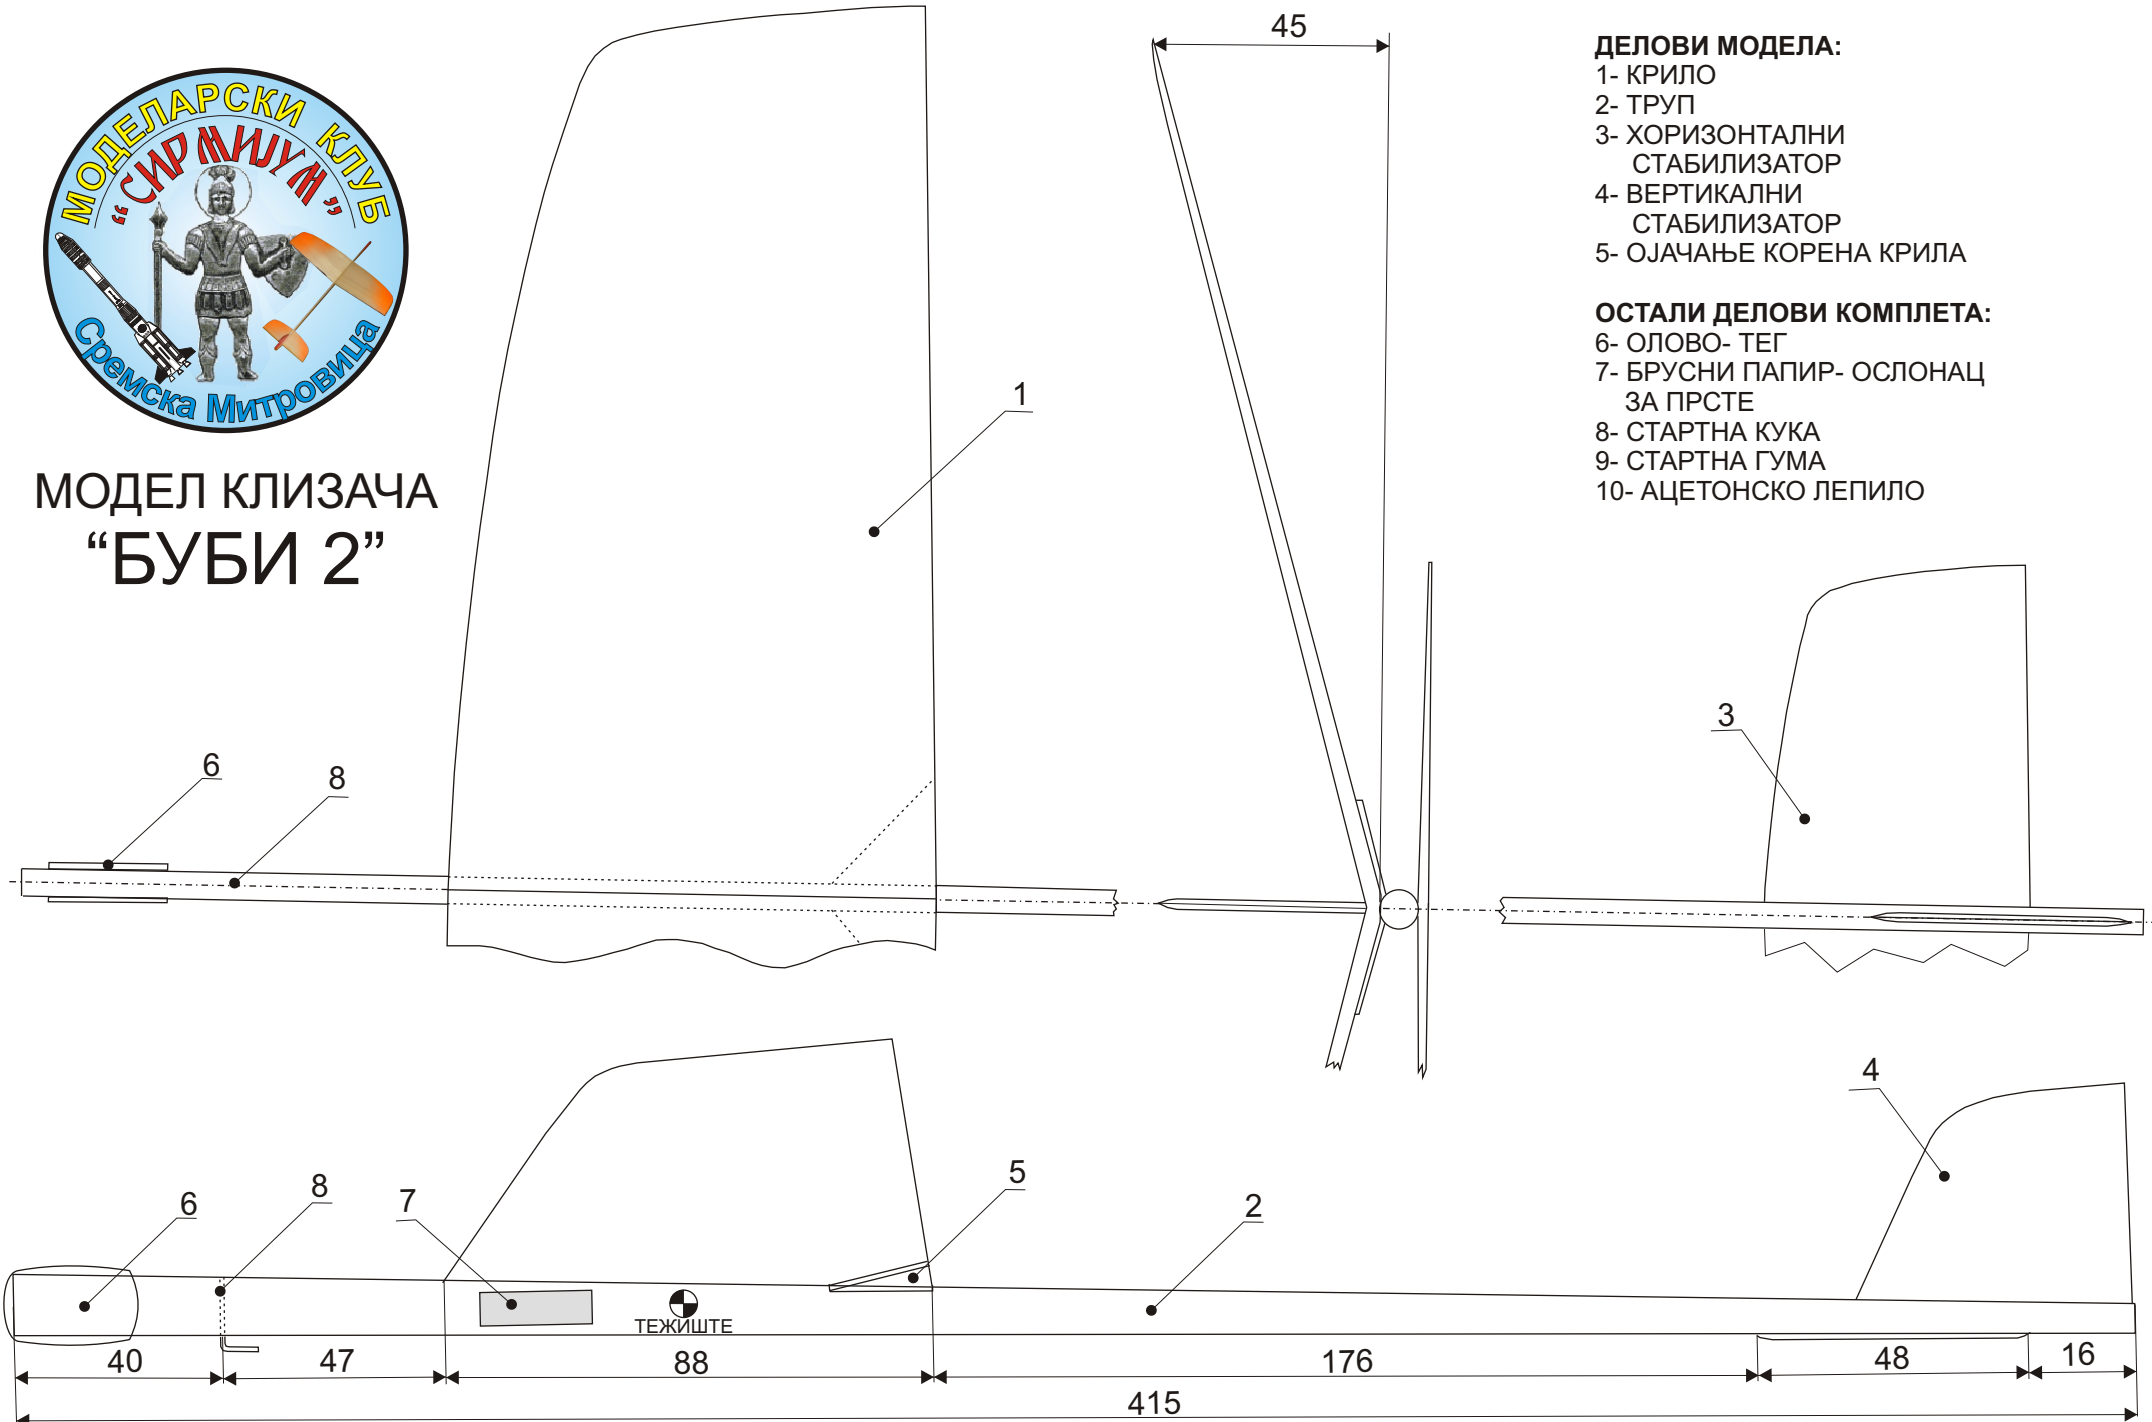 МОДЕЛАРСКИ КЛУБ
“СИРМИЈУМ”
Сремска Митровица
МОДЕЛ КЛИЗАЧА
“БУБИ 2”
45
ДЕЛОВИ МОДЕЛА:
1- КРИЛО
2- ТРУП
3- ХОРИЗОНТАЛНИ
СТАБИЛИЗАТОР
4- ВЕРТИКАЛНИ
СТАБИЛИЗАТОР
5- ОЈАЧАЊЕ КОРЕНА КРИЛА
ОСТАЛИ ДЕЛОВИ КОМПЛЕТА:
6- ОЛОВО- ТЕГ
7- БРУСНИ ПАПИР- ОСЛОНАЦ
ЗА ПРСТЕ
8- СТАРТНА КУКА
9- СТАРТНА ГУМА
10- АЦЕТОНСКО ЛЕПИЛО
1
3
6
8
4
5
6
8
7
2
ТЕЖИШТЕ
40
47
88
176
48
16
415